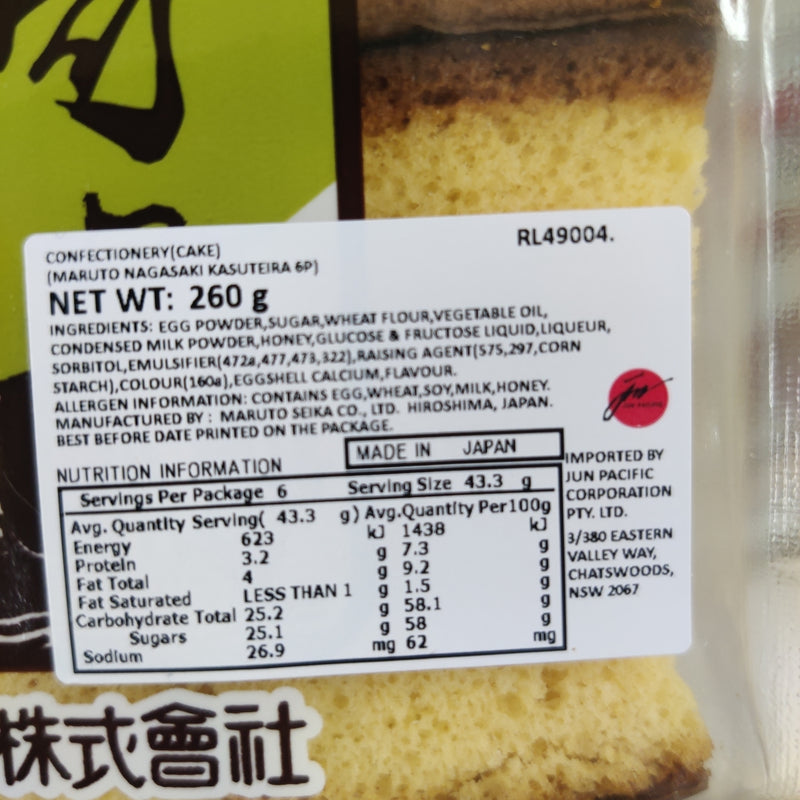 CONFECTIONERY(CAKE)
RL49004.
(MARUTO NAGASAKI KASUTEIRA 6P)
NET WT: 260 g
INGREDIENTS: EGG POWDER,SUGAR,WHEAT FLOUR,VEGETABLE OIL,
CONDENSED MILK POWDER,HONEY,GLUCOSE & FRUCTOSE LIQUID,LIQUEUR,
SORBITOL,EMULSIFIER(472a,477,473,322),RAISING AGENT(575,297,CORN
STARCH),COLOUR(160a),EGGSHELL CALCIUM,FLAVOUR.
ALLERGEN INFORMATION: CONTAINS EGG,WHEAT,SOY,MILK,HONEY.
MANUFACTURED BY : MARUTO SEIKA CO., LTD. HIROSHIMA, JAPAN.
BEST BEFORE DATE PRINTED ON THE PACKAGE.
MADE IN JAPAN
NUTRITION INFORMATION
Servings Per Package 6 Serving Size 43.3 g
Avg. Quantity Serving( 43.3 g) Avg.Quantity Per100g
Energy 623 kJ 1438 kJ
Protein 3.2 g 7.3 g
Fat Total 4 g 9.2 g
Fat Saturated LESS THAN 1 g 1.5 g
Carbohydrate Total 25.2 g 58.1 g
Sugars 25.1 g 58 g
Sodium 26.9 mg 62 mg
IMPORTED BY
JUN PACIFIC
CORPORATION
PTY. LTD.
3/380 EASTERN
VALLEY WAY,
CHATSWOODS,
NSW 2067
株式會社